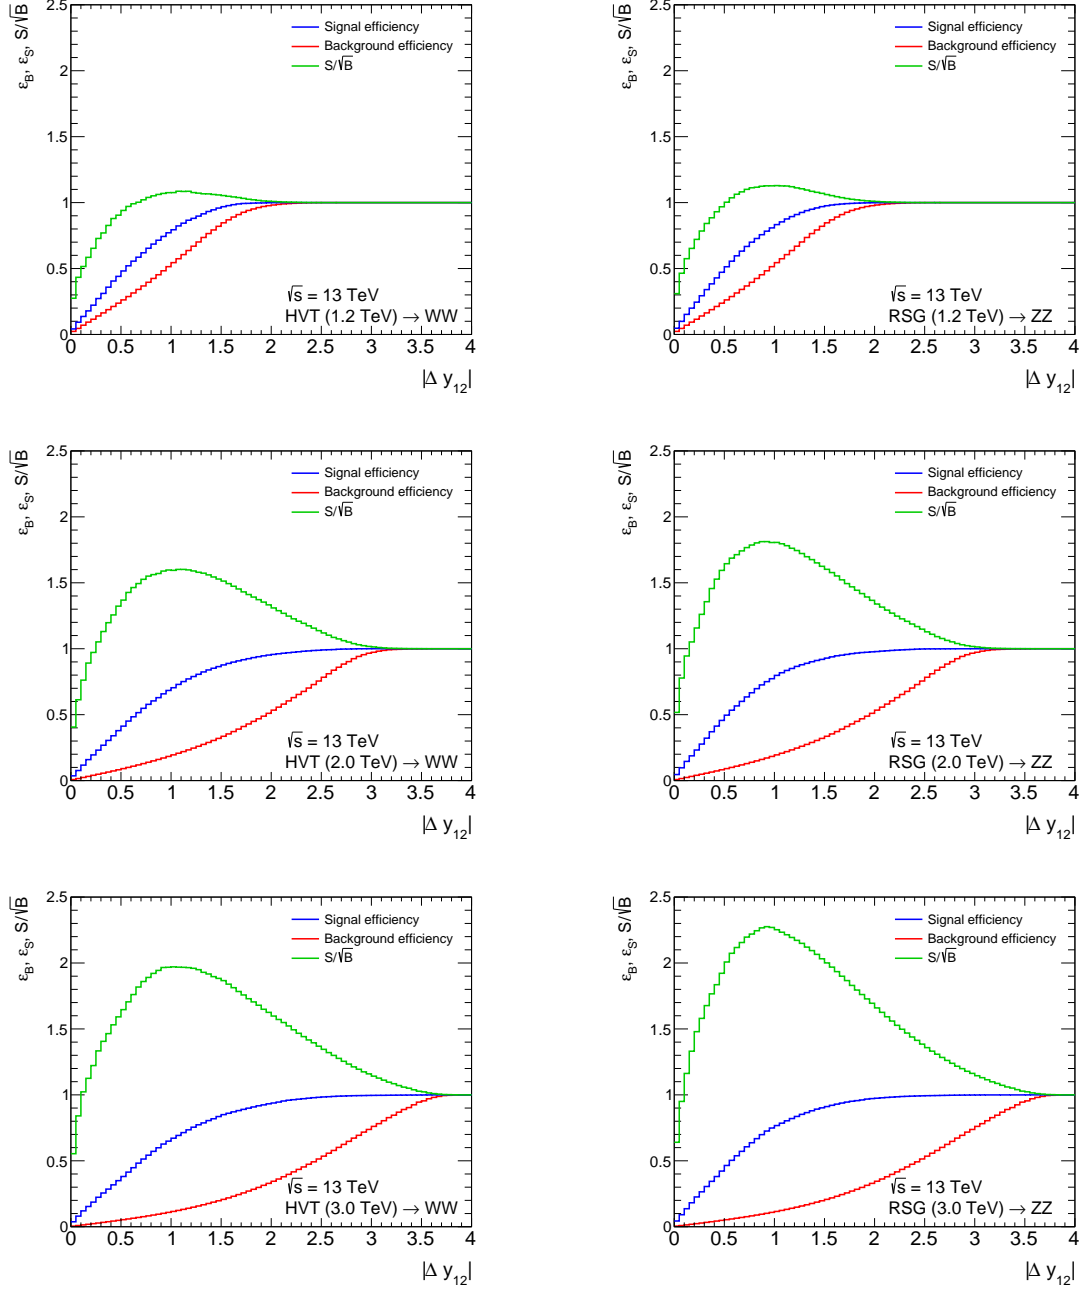 ε_B, ε_S, S/√B
Signal efficiency
Background efficiency
S/√B
2.5
2
1.5
1
0.5
0
√s = 13 TeV
HVT (1.2 TeV) → WW
0 0.5 1 1.5 2 2.5 3 3.5 4
|Δ y_12|
ε_B, ε_S, S/√B
Signal efficiency
Background efficiency
S/√B
2.5
2
1.5
1
0.5
0
√s = 13 TeV
RSG (1.2 TeV) → ZZ
0 0.5 1 1.5 2 2.5 3 3.5 4
|Δ y_12|
ε_B, ε_S, S/√B
Signal efficiency
Background efficiency
S/√B
2.5
2
1.5
1
0.5
0
√s = 13 TeV
HVT (2.0 TeV) → WW
0 0.5 1 1.5 2 2.5 3 3.5 4
|Δ y_12|
ε_B, ε_S, S/√B
Signal efficiency
Background efficiency
S/√B
2.5
2
1.5
1
0.5
0
√s = 13 TeV
RSG (2.0 TeV) → ZZ
0 0.5 1 1.5 2 2.5 3 3.5 4
|Δ y_12|
ε_B, ε_S, S/√B
Signal efficiency
Background efficiency
S/√B
2.5
2
1.5
1
0.5
0
√s = 13 TeV
HVT (3.0 TeV) → WW
0 0.5 1 1.5 2 2.5 3 3.5 4
|Δ y_12|
ε_B, ε_S, S/√B
Signal efficiency
Background efficiency
S/√B
2.5
2
1.5
1
0.5
0
√s = 13 TeV
RSG (3.0 TeV) → ZZ
0 0.5 1 1.5 2 2.5 3 3.5 4
|Δ y_12|